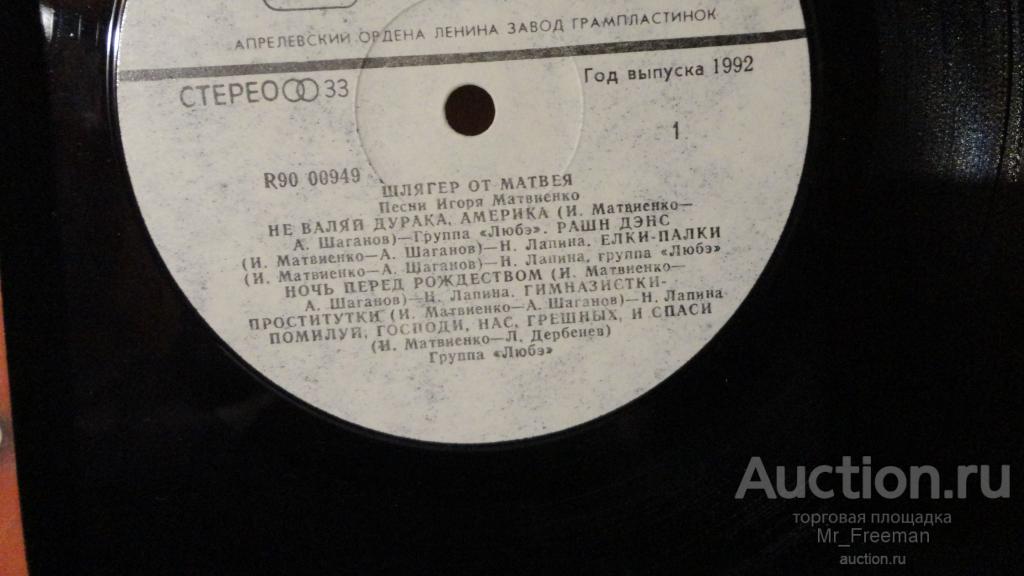 АПРЕЛЕВСКИЙ ОРДЕНА ЛЕНИНА ЗАВОД ГРАМПЛАСТИНОК
СТЕРЕО 33
Год выпуска 1992
1
R90 00949
ШЛЯГЕР ОТ МАТВЕЯ
Песни Игоря Матвиенко
НЕ ВАЛЯЙ ДУРАКА, АМЕРИКА (И. Матвиенко—
А. Шаганов)—Группа «Любэ». РАШН ДЭНС
(И. Матвиенко—А. Шаганов)—Н. Лапина. ЕЛКИ-ПАЛКИ
(И. Матвиенко—А. Шаганов)—Н. Лапина, группа «Любэ»
НОЧЬ ПЕРЕД РОЖДЕСТВОМ (И. Матвиенко—
А. Шаганов)—Н. Лапина. ГИМНАЗИСТКИ-
ПРОСТИТУТКИ (И. Матвиенко—А. Шаганов)—Н. Лапина
ПОМИЛУЙ, ГОСПОДИ, НАС, ГРЕШНЫХ, И СПАСИ
(И. Матвиенко—Л. Дербенев)
Группа «Любэ»
Auction.ru
торговая площадка
Mr_Freeman
auction.ru